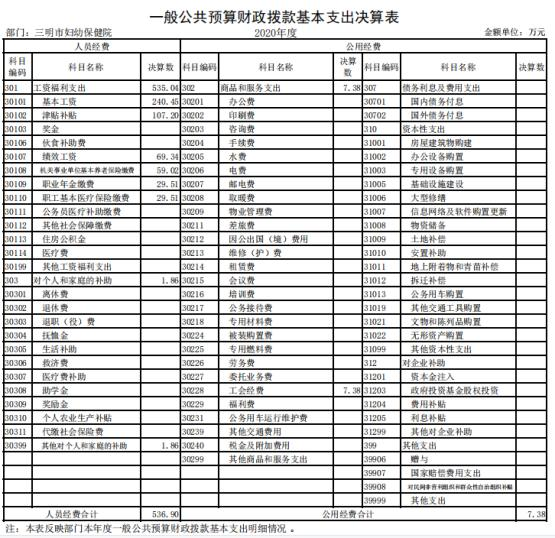 一般公共预算财政拨款基本支出决算表
部门：三明市妇幼保健院 2020年度 金额单位：万元
人员经费 公用经费
科目编码 科目名称 决算数 科目编码 科目名称 决算数 科目编码 科目名称 决算数
301 工资福利支出 535.04 302 商品和服务支出 7.38 307 债务利息及费用支出
30101 基本工资 240.45 30201 办公费 30701 国内债务付息
30102 津贴补贴 107.20 30202 印刷费 30702 国外债务付息
30103 奖金 30203 咨询费 310 资本性支出
30106 伙食补助费 30204 手续费 31001 房屋建筑物购建
30107 绩效工资 69.34 30205 水费 31002 办公设备购置
30108 机关事业单位基本养老保险缴费 59.02 30206 电费 31003 专用设备购置
30109 职业年金缴费 29.51 30207 邮电费 31005 基础设施建设
30110 职工基本医疗保险缴费 29.51 30208 取暖费 31006 大型修缮
30111 公务员医疗补助缴费 30209 物业管理费 31007 信息网络及软件购置更新
30112 其他社会保障缴费 30211 差旅费 31008 物资储备
30113 住房公积金 30212 因公出国（境）费用 31009 土地补偿
30114 医疗费 30213 维修（护）费 31010 安置补助
30199 其他工资福利支出 30214 租赁费 31011 地上附着物和青苗补偿
303 对个人和家庭的补助 1.86 30215 会议费 31012 拆迁补偿
30301 离休费 30216 培训费 31013 公务用车购置
30302 退休费 30217 公务接待费 31019 其他交通工具购置
30303 退职（役）费 30218 专用材料费 31021 文物和陈列品购置
30304 抚恤金 30224 被装购置费 31022 无形资产购置
30305 生活补助 30225 专用燃料费 31099 其他资本性支出
30306 救济费 30226 劳务费 312 对企业补助
30307 医疗费补助 30227 委托业务费 31201 资本金注入
30308 助学金 30228 工会经费 7.38 31203 政府投资基金股权投资
30309 奖励金 30229 福利费 31204 费用补贴
30310 个人农业生产补贴 30231 公务用车运行维护费 31205 利息补贴
30311 代缴社会保险费 30239 其他交通费用 31299 其他对企业补助
30399 其他对个人和家庭的补助 1.86 30240 税金及附加费用 399 其他支出
30299 其他商品和服务支出 39906 赠与
39907 国家赔偿费用支出
39908 对民间非营利组织和群众性自治组织补贴
39999 其他支出
人员经费合计 536.90 公用经费合计 7.38
注：本表反映部门本年度一般公共预算财政拨款基本支出明细情况。